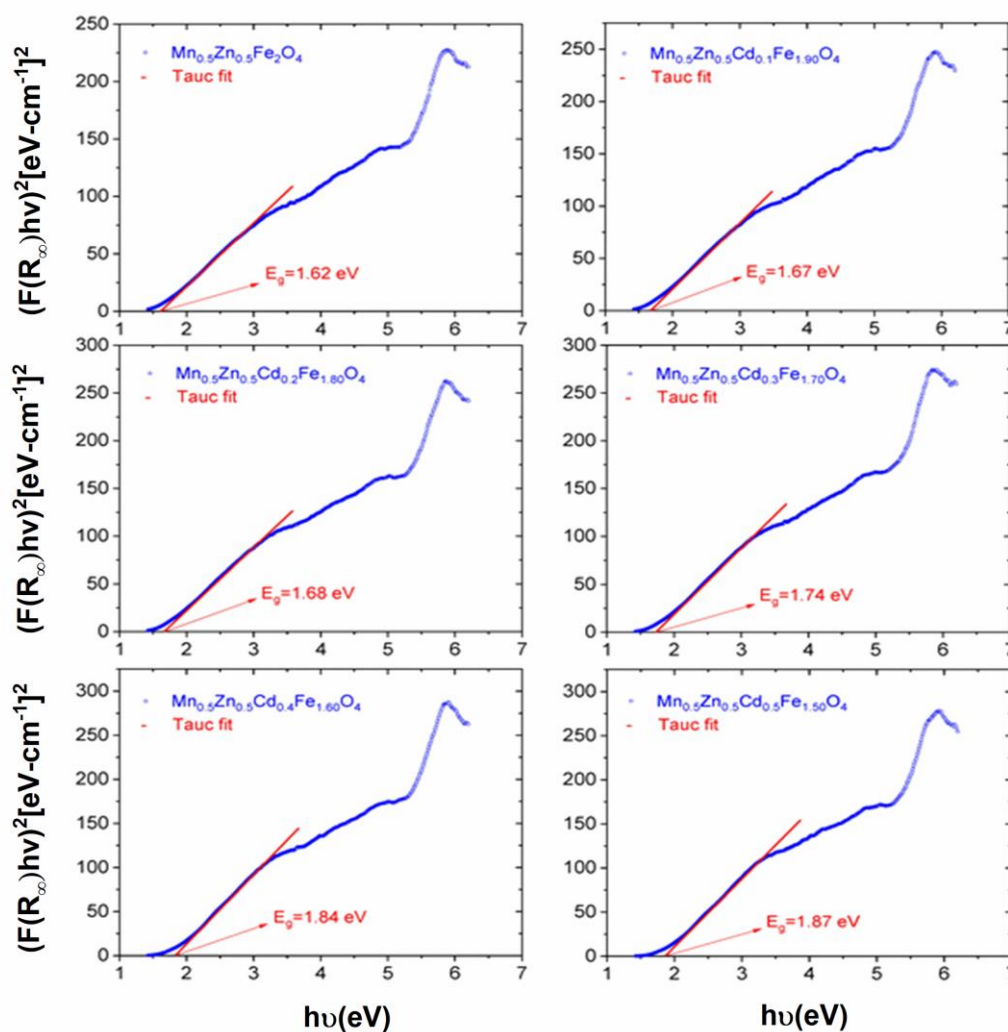 (F(R∞)hν)²[eV-cm⁻¹]²
250
200
150
100
50
0
Mn₀.₅Zn₀.₅Fe₂O₄
Tauc fit
E_g=1.62 eV
1 2 3 4 5 6 7
250
200
150
100
50
0
Mn₀.₅Zn₀.₅Cd₀.₁Fe₁.₉₀O₄
Tauc fit
E_g=1.67 eV
1 2 3 4 5 6 7
(F(R∞)hν)²[eV-cm⁻¹]²
300
250
200
150
100
50
0
Mn₀.₅Zn₀.₅Cd₀.₂Fe₁.₈₀O₄
Tauc fit
E_g=1.68 eV
1 2 3 4 5 6 7
300
250
200
150
100
50
0
Mn₀.₅Zn₀.₅Cd₀.₃Fe₁.₇₀O₄
Tauc fit
E_g=1.74 eV
1 2 3 4 5 6 7
(F(R∞)hν)²[eV-cm⁻¹]²
300
250
200
150
100
50
0
Mn₀.₅Zn₀.₅Cd₀.₄Fe₁.₆₀O₄
Tauc fit
E_g=1.84 eV
1 2 3 4 5 6 7
hυ(eV)
300
250
200
150
100
50
0
Mn₀.₅Zn₀.₅Cd₀.₅Fe₁.₅₀O₄
Tauc fit
E_g=1.87 eV
1 2 3 4 5 6 7
hυ(eV)